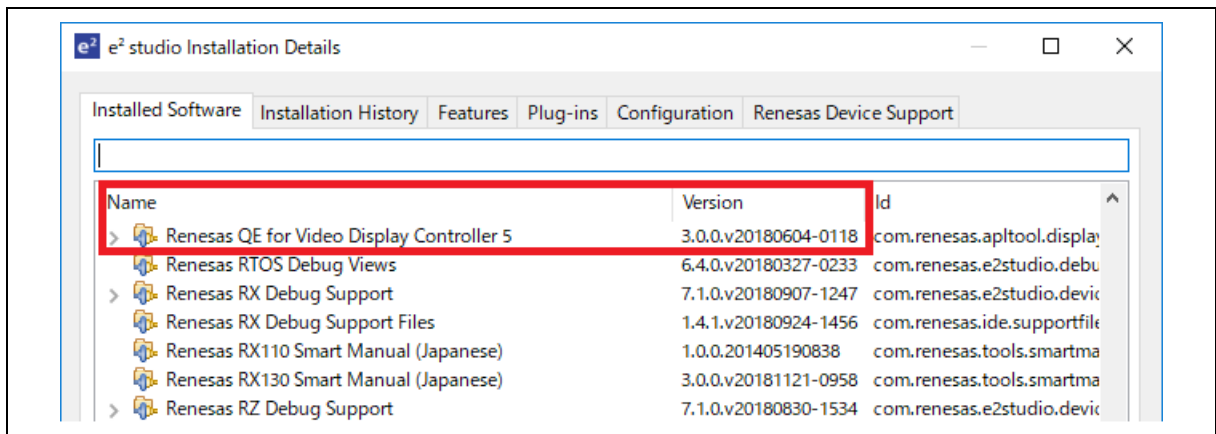 e² e² studio Installation Details
Installed Software Installation History Features Plug-ins Configuration Renesas Device Support
Name Version Id
Renesas QE for Video Display Controller 5 3.0.0.v20180604-0118 com.renesas.apltool.display
Renesas RTOS Debug Views 6.4.0.v20180327-0233 com.renesas.e2studio.debu
Renesas RX Debug Support 7.1.0.v20180907-1247 com.renesas.e2studio.devic
Renesas RX Debug Support Files 1.4.1.v20180924-1456 com.renesas.ide.supportfile
Renesas RX110 Smart Manual (Japanese) 1.0.0.201405190838 com.renesas.tools.smartma
Renesas RX130 Smart Manual (Japanese) 3.0.0.v20181121-0958 com.renesas.tools.smartma
Renesas RZ Debug Support 7.1.0.v20180830-1534 com.renesas.e2studio.devic